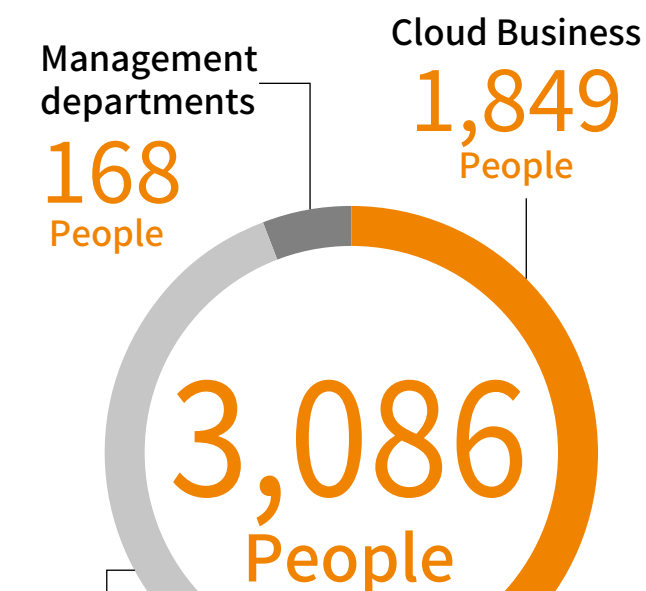 Management
departments
168
People
Cloud Business
1,849
People
3,086
People